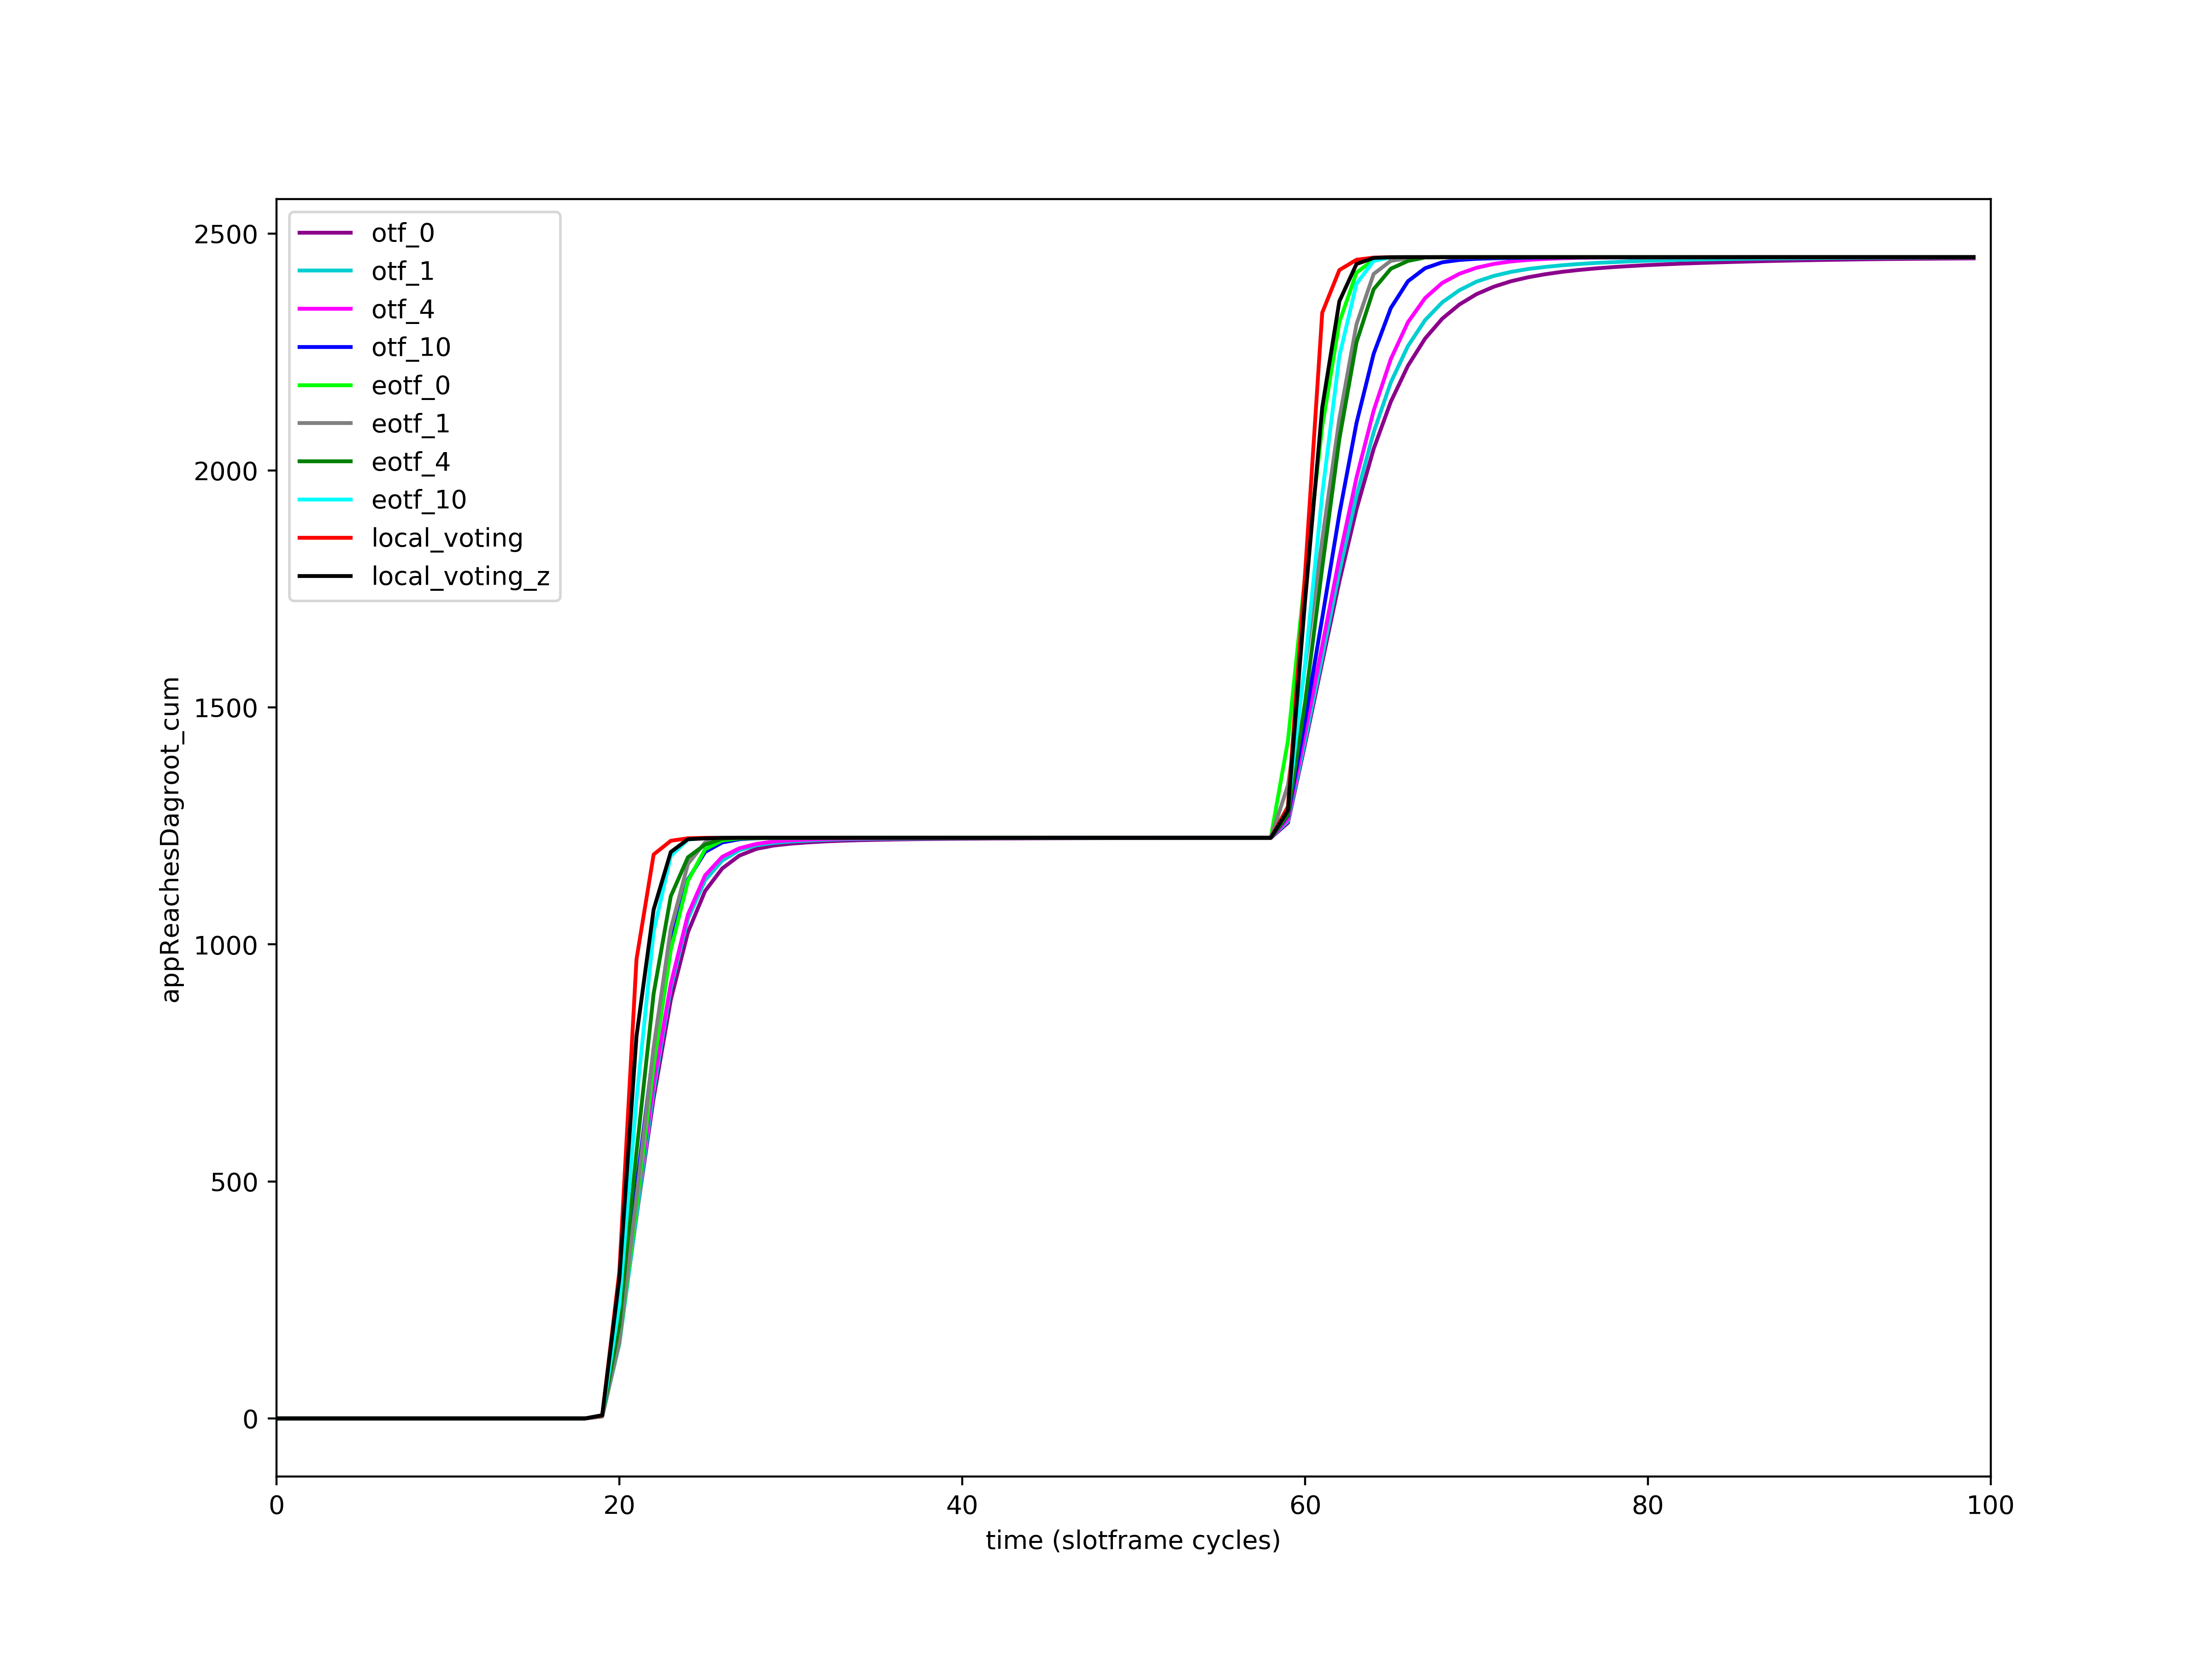 otf_0
otf_1
otf_4
otf_10
eotf_0
eotf_1
eotf_4
eotf_10
local_voting
local_voting_z
appReachesDagroot_cum
2500
2000
1500
1000
500
0
0 20 40 60 80 100
time (slotframe cycles)